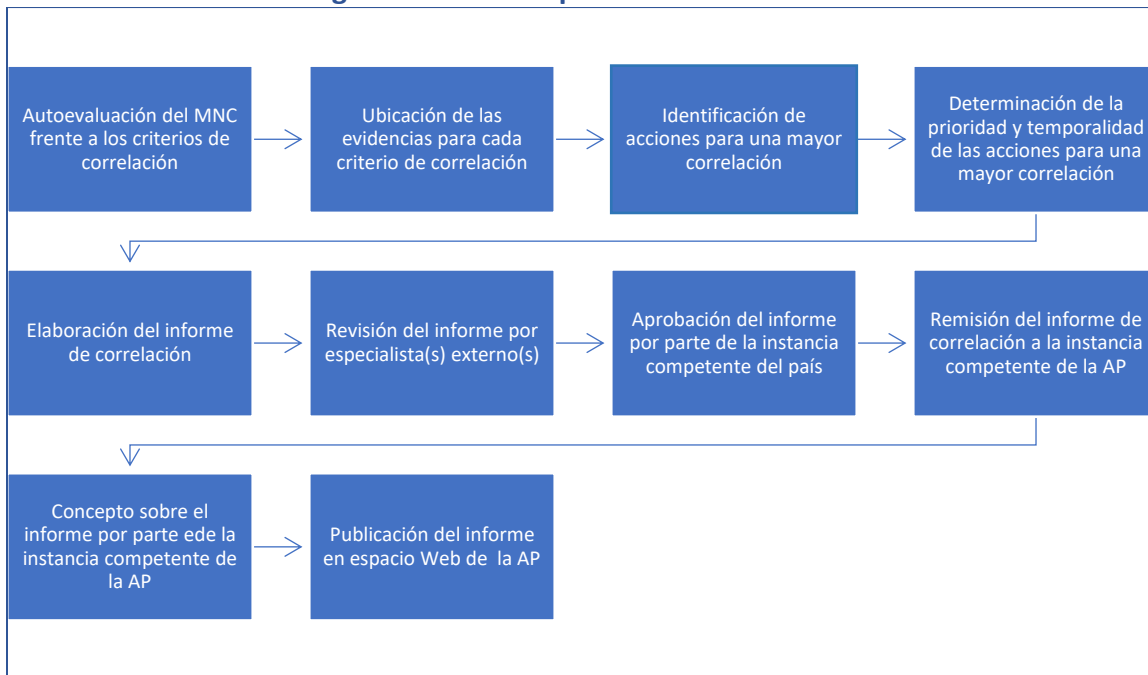 Autoevaluación del MNC
frente a los criterios de
correlación
Ubicación de las
evidencias para cada
criterio de correlación
Identificación de
acciones para una mayor
correlación
Determinación de la
prioridad y temporalidad
de las acciones para una
mayor correlación
Elaboración del informe
de correlación
Revisión del informe por
especialista(s) externo(s)
Aprobación del informe
por parte de la instancia
competente del país
Remisión del informe de
correlación a la instancia
competente de la AP
Concepto sobre el
informe por parte ede la
instancia competente de
la AP
Publicación del informe
en espacio Web de la AP